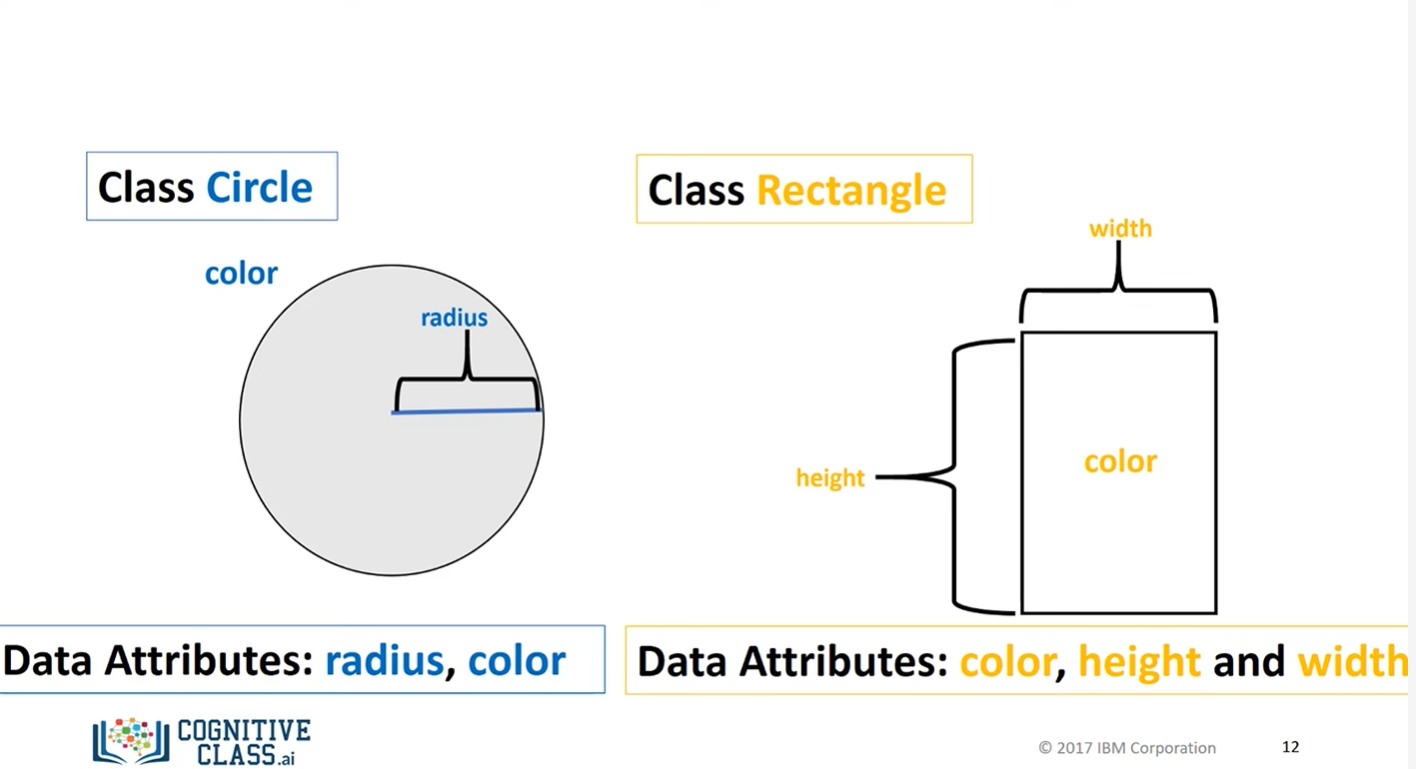 Class Circle
color
radius
Data Attributes: radius, color
Class Rectangle
width
height
color
Data Attributes: color, height and width
COGNITIVE
CLASS.ai
© 2017 IBM Corporation
12